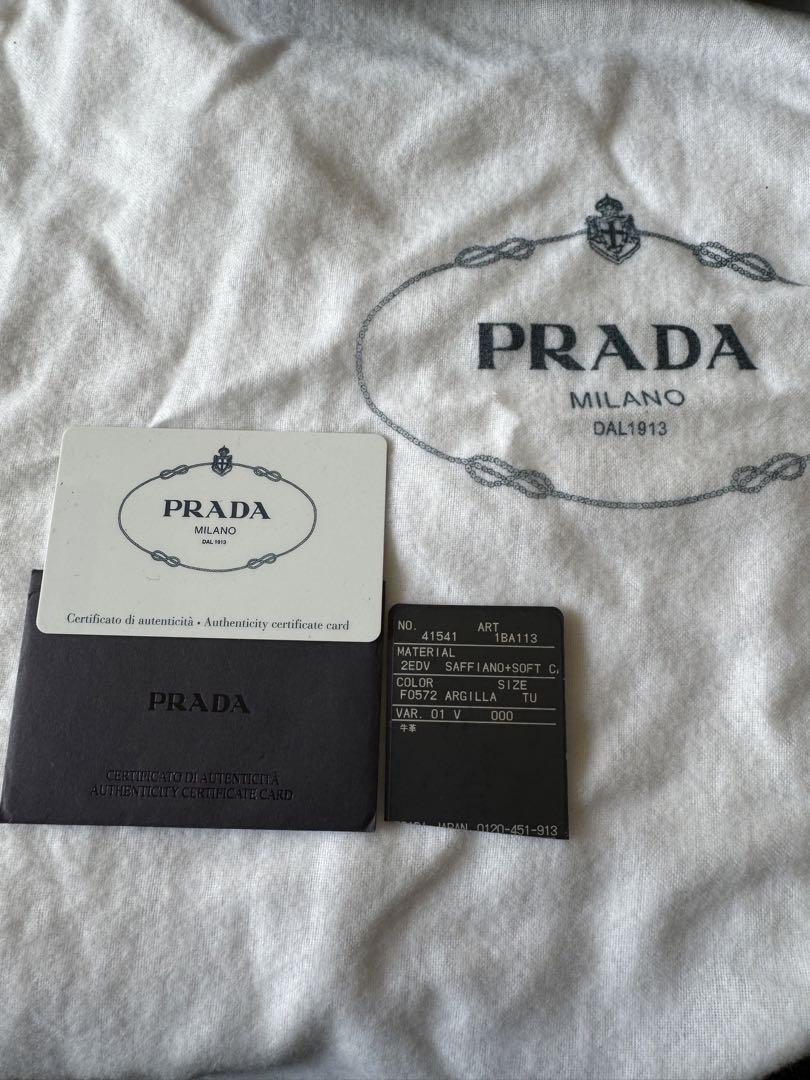 PRADA
MILANO
DAL1913
PRADA
MILANO
DAL 1913
Certificato di autenticità • Authenticity certificate card
PRADA
CERTIFICATO DI AUTENTICITÀ
AUTHENTICITY CERTIFICATE CARD
NO. ART
41541 1BA113
MATERIAL
2EDV SAFFIANO+SOFT
COLOR SIZE
F0572 ARGILLA TU
VAR. 01 V 000
牛革
JAPAN 0120-451-913